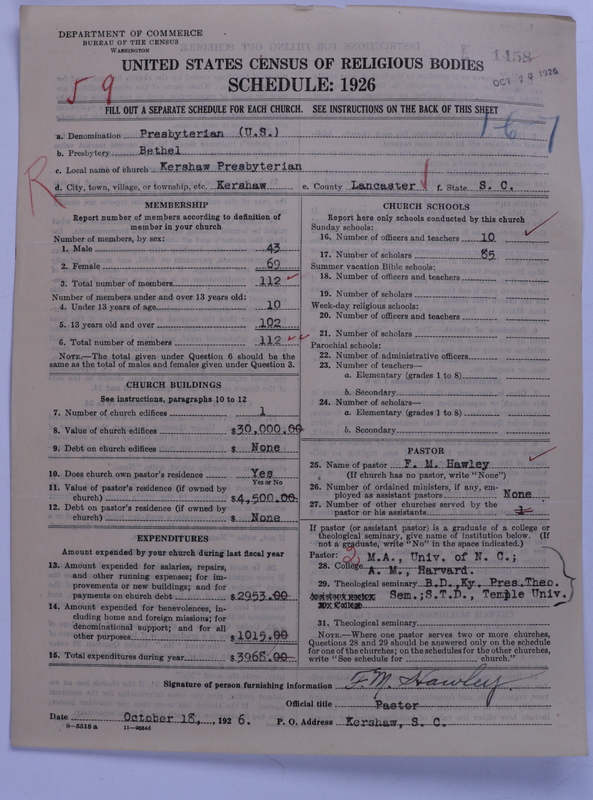 DEPARTMENT OF COMMERCE
BUREAU OF THE CENSUS
WASHINGTON
1458
OCT 20 1926
UNITED STATES CENSUS OF RELIGIOUS BODIES
SCHEDULE: 1926
59
FILL OUT A SEPARATE SCHEDULE FOR EACH CHURCH. SEE INSTRUCTIONS ON THE BACK OF THIS SHEET
a. Denomination Presbyterian (U.S.)
b. Presbytery Bethel
c. Local name of church Kershaw Presbyterian
R
d. City, town, village, or township, etc. Kershaw e. County Lancaster f. State S. C.
MEMBERSHIP
Report number of members according to definition of
member in your church
Number of members, by sex:
1. Male 43
2. Female 69
3. Total number of members 112
Number of members under and over 13 years old:
4. Under 13 years of age 10
5. 13 years old and over 102
6. Total number of members 112
NOTE.—The total given under Question 6 should be the
same as the total of males and females given under Question 3.
CHURCH BUILDINGS
See instructions, paragraphs 10 to 12
7. Number of church edifices 1
8. Value of church edifices $30,000.00
9. Debt on church edifices $ None
10. Does church own pastor's residence Yes
Yes or No
11. Value of pastor's residence (if owned by
church) $4,500.00
12. Debt on pastor's residence (if owned by
church) $ None
EXPENDITURES
Amount expended by your church during last fiscal year
13. Amount expended for salaries, repairs,
and other running expenses; for im-
provements or new buildings; and for
payments on church debt $2953.00
14. Amount expended for benevolences, in-
cluding home and foreign missions; for
denominational support; and for all
other purposes $1015.00
15. Total expenditures during year $3968.00
CHURCH SCHOOLS
Report here only schools conducted by this church
Sunday schools:
16. Number of officers and teachers 10
17. Number of scholars 85
Summer vacation Bible schools:
18. Number of officers and teachers
19. Number of scholars
Week-day religious schools:
20. Number of officers and teachers
21. Number of scholars
Parochial schools:
22. Number of administrative officers
23. Number of teachers—
a. Elementary (grades 1 to 8)
b. Secondary
24. Number of scholars—
a. Elementary (grades 1 to 8)
b. Secondary
PASTOR
25. Name of pastor F. M. Hawley
(If church has no pastor, write "None")
26. Number of ordained ministers, if any, em-
ployed as assistant pastors None
27. Number of other churches served by the
pastor or his assistants 1
If pastor (or assistant pastor) is a graduate of a college or
theological seminary, give name of institution below. (If
not a graduate, write "No" in the space indicated.)
Pastor: 2 M.A., Univ. of N. C.;
28. College A. M., Harvard.
29. Theological seminary B.D., Ky. Pres. Theo.
Sem.; S.T.D., Temple Univ.
31. Theological seminary
NOTE.—Where one pastor serves two or more churches,
Questions 28 and 29 should be answered only on the schedule
for one of the churches; on the schedules for the other churches,
write "See schedule for church."
Signature of person furnishing information F. M. Hawley
Official title Pastor
Date October 18, 1926. P. O. Address Kershaw, S. C.
8—5518 a